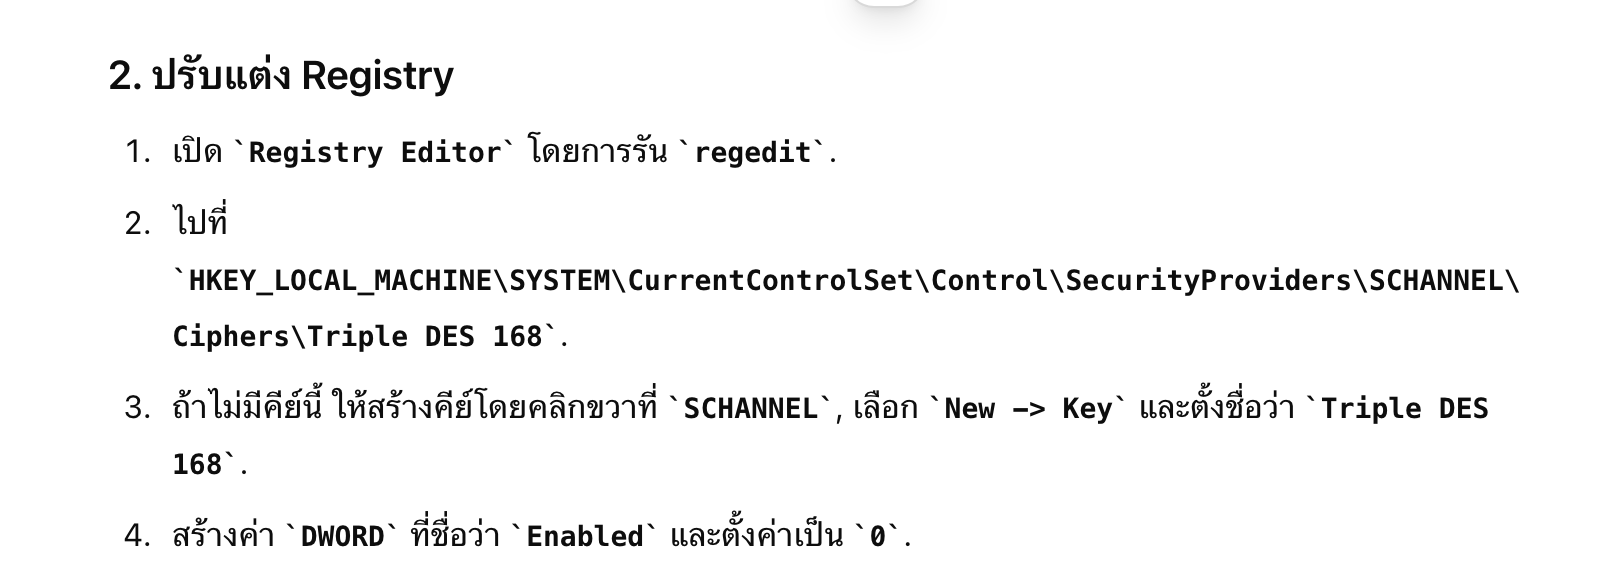 2. ปรับแต่ง Registry
1. เปิด `Registry Editor` โดยการรัน `regedit`.
2. ไปที่
`HKEY_LOCAL_MACHINE\SYSTEM\CurrentControlSet\Control\SecurityProviders\SCHANNEL\
Ciphers\Triple DES 168`.
3. ถ้าไม่มีคีย์นี้ ให้สร้างคีย์โดยคลิกขวาที่ `SCHANNEL`, เลือก `New -> Key` และตั้งชื่อว่า `Triple DES
168`.
4. สร้างค่า `DWORD` ที่ชื่อว่า `Enabled` และตั้งค่าเป็น `0`.